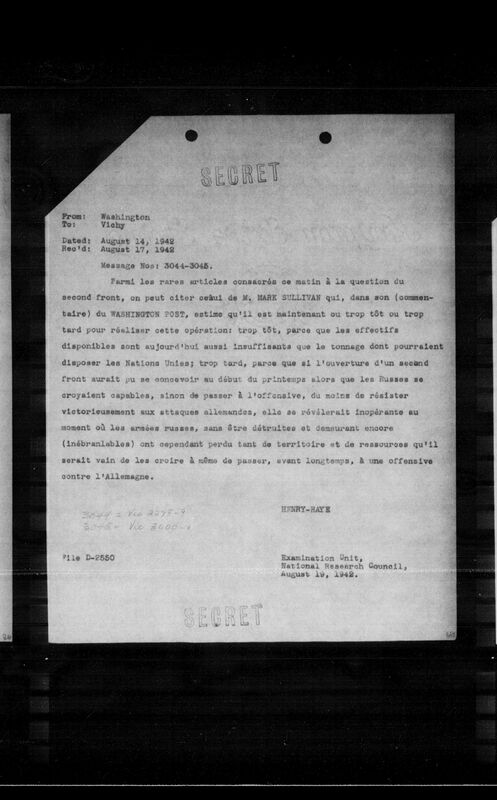 SECRET
From: Washington
To: Vichy
Dated: August 14, 1942
Rec'd: August 17, 1942
Message Nos: 3044-3045.
Parmi les rares articles consacrés ce matin à la question du
second front, on peut citer celui de M. MARK SULLIVAN qui, dans son (commen-
taire) du WASHINGTON POST, estime qu'il est maintenant ou trop tôt ou trop
tard pour réaliser cette opération: trop tôt, parce que les effectifs
disponibles sont aujourd'hui aussi insuffisants que le tonnage dont pourraient
disposer les Nations Unies; trop tard, parce que si l'ouverture d'un second
front aurait pu se concevoir au début du printemps alors que les Russes se
croyaient capables, sinon de passer à l'offensive, du moins de résister
victorieusement aux attaques allemandes, elle se révélerait inopérante au
moment où les armées russes, sans être détruites et demeurant encore
(inébranlables) ont cependant perdu tant de territoire et de ressources qu'il
serait vain de les croire à même de passer, avant longtemps, à une offensive
contre l'Allemagne.
HENRY-HAYE
3044 = Vic
3045 = Vic
File D-2550
Examination Unit,
National Research Council,
August 19, 1942.
SECRET